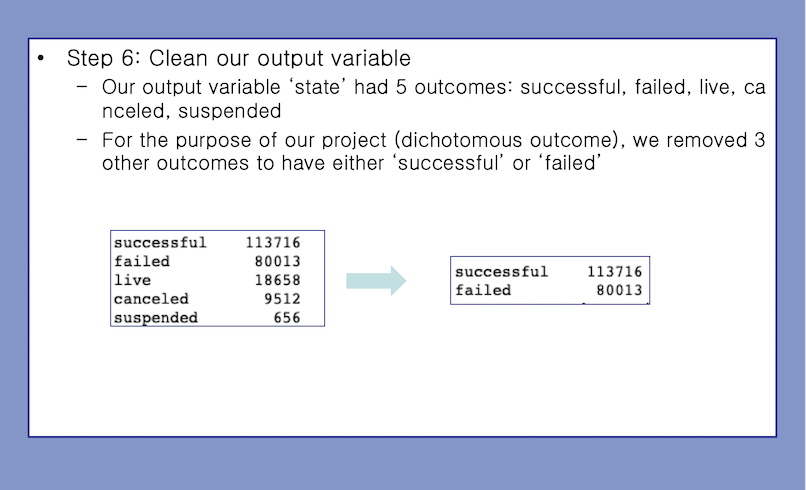 • Step 6: Clean our output variable
– Our output variable ‘state’ had 5 outcomes: successful, failed, live, ca
nceled, suspended
– For the purpose of our project (dichotomous outcome), we removed 3
other outcomes to have either ‘successful’ or ‘failed’
successful 113716
failed 80013
live 18658
canceled 9512
suspended 656
successful 113716
failed 80013